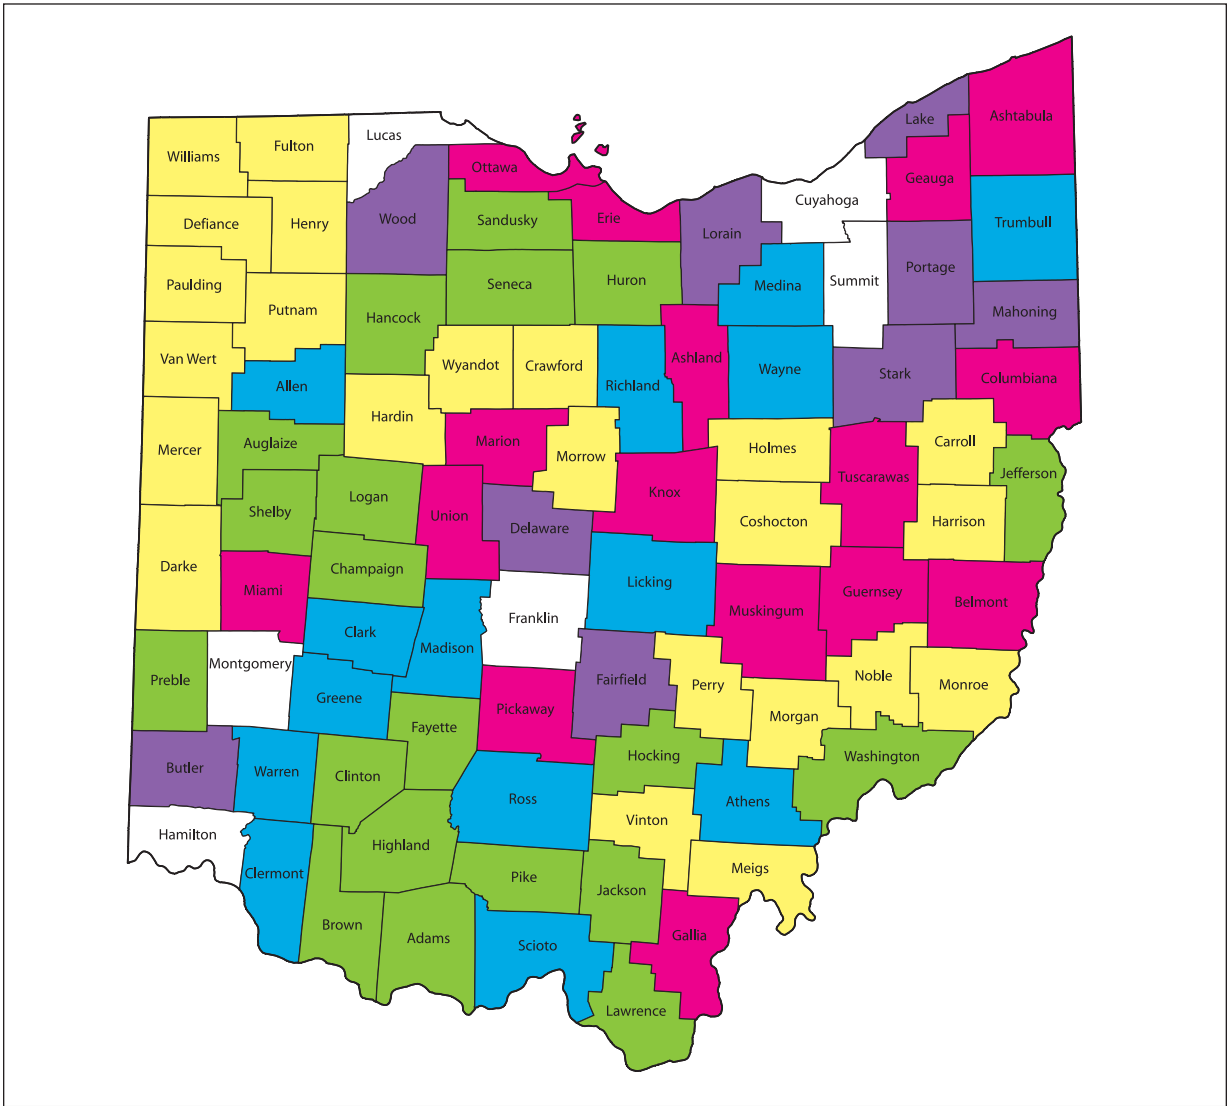 Ashtabula
Lake
Lucas
Fulton
Williams
Ottawa
Geauga
Cuyahoga
Erie
Wood
Sandusky
Henry
Defiance
Trumbull
Lorain
Portage
Summit
Huron
Seneca
Medina
Paulding
Putnam
Mahoning
Hancock
Van Wert
Ashland
Wyandot
Crawford
Wayne
Stark
Columbiana
Allen
Richland
Hardin
Marion
Carroll
Auglaize
Mercer
Holmes
Morrow
Jefferson
Tuscarawas
Knox
Logan
Shelby
Union
Coshocton
Harrison
Delaware
Darke
Champaign
Licking
Miami
Guernsey
Belmont
Muskingum
Franklin
Clark
Madison
Montgomery
Noble
Preble
Fairfield
Perry
Monroe
Greene
Pickaway
Morgan
Fayette
Hocking
Washington
Butler
Warren
Clinton
Ross
Athens
Vinton
Hamilton
Highland
Meigs
Clermont
Pike
Jackson
Brown
Adams
Gallia
Scioto
Lawrence